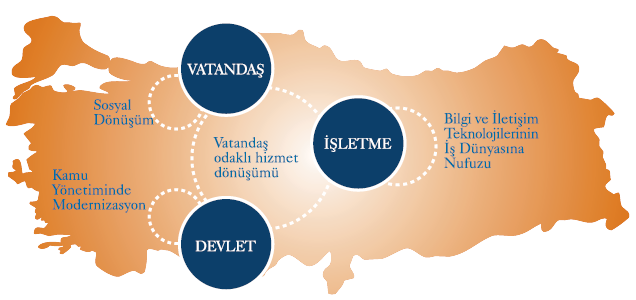 VATANDAŞ
Sosyal
Dönüşüm
İŞLETME
Bilgi ve İletişim
Teknolojilerinin
İş Dünyasına
Nufuzu
Vatandaş
odaklı hizmet
dönüşümü
Kamu
Yönetiminde
Modernizasyon
DEVLET